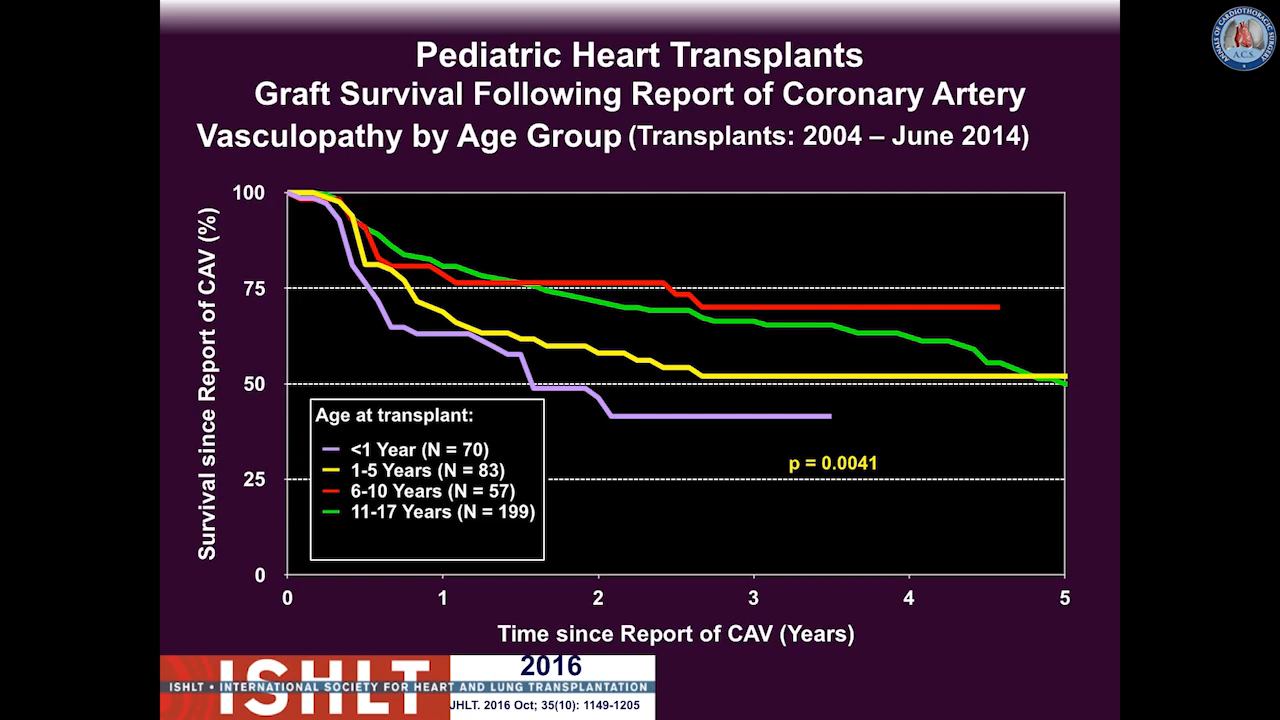 Pediatric Heart Transplants
Graft Survival Following Report of Coronary Artery
Vasculopathy by Age Group (Transplants: 2004 – June 2014)
ANNALS OF CARDIOTHORACIC SURGERY
A C S
Survival since Report of CAV (%)
100
75
50
25
0
Age at transplant:
<1 Year (N = 70)
1-5 Years (N = 83)
6-10 Years (N = 57)
11-17 Years (N = 199)
p = 0.0041
0 1 2 3 4 5
Time since Report of CAV (Years)
ISHLT
2016
ISHLT • INTERNATIONAL SOCIETY FOR HEART AND LUNG TRANSPLANTATION
JHLT. 2016 Oct; 35(10): 1149-1205